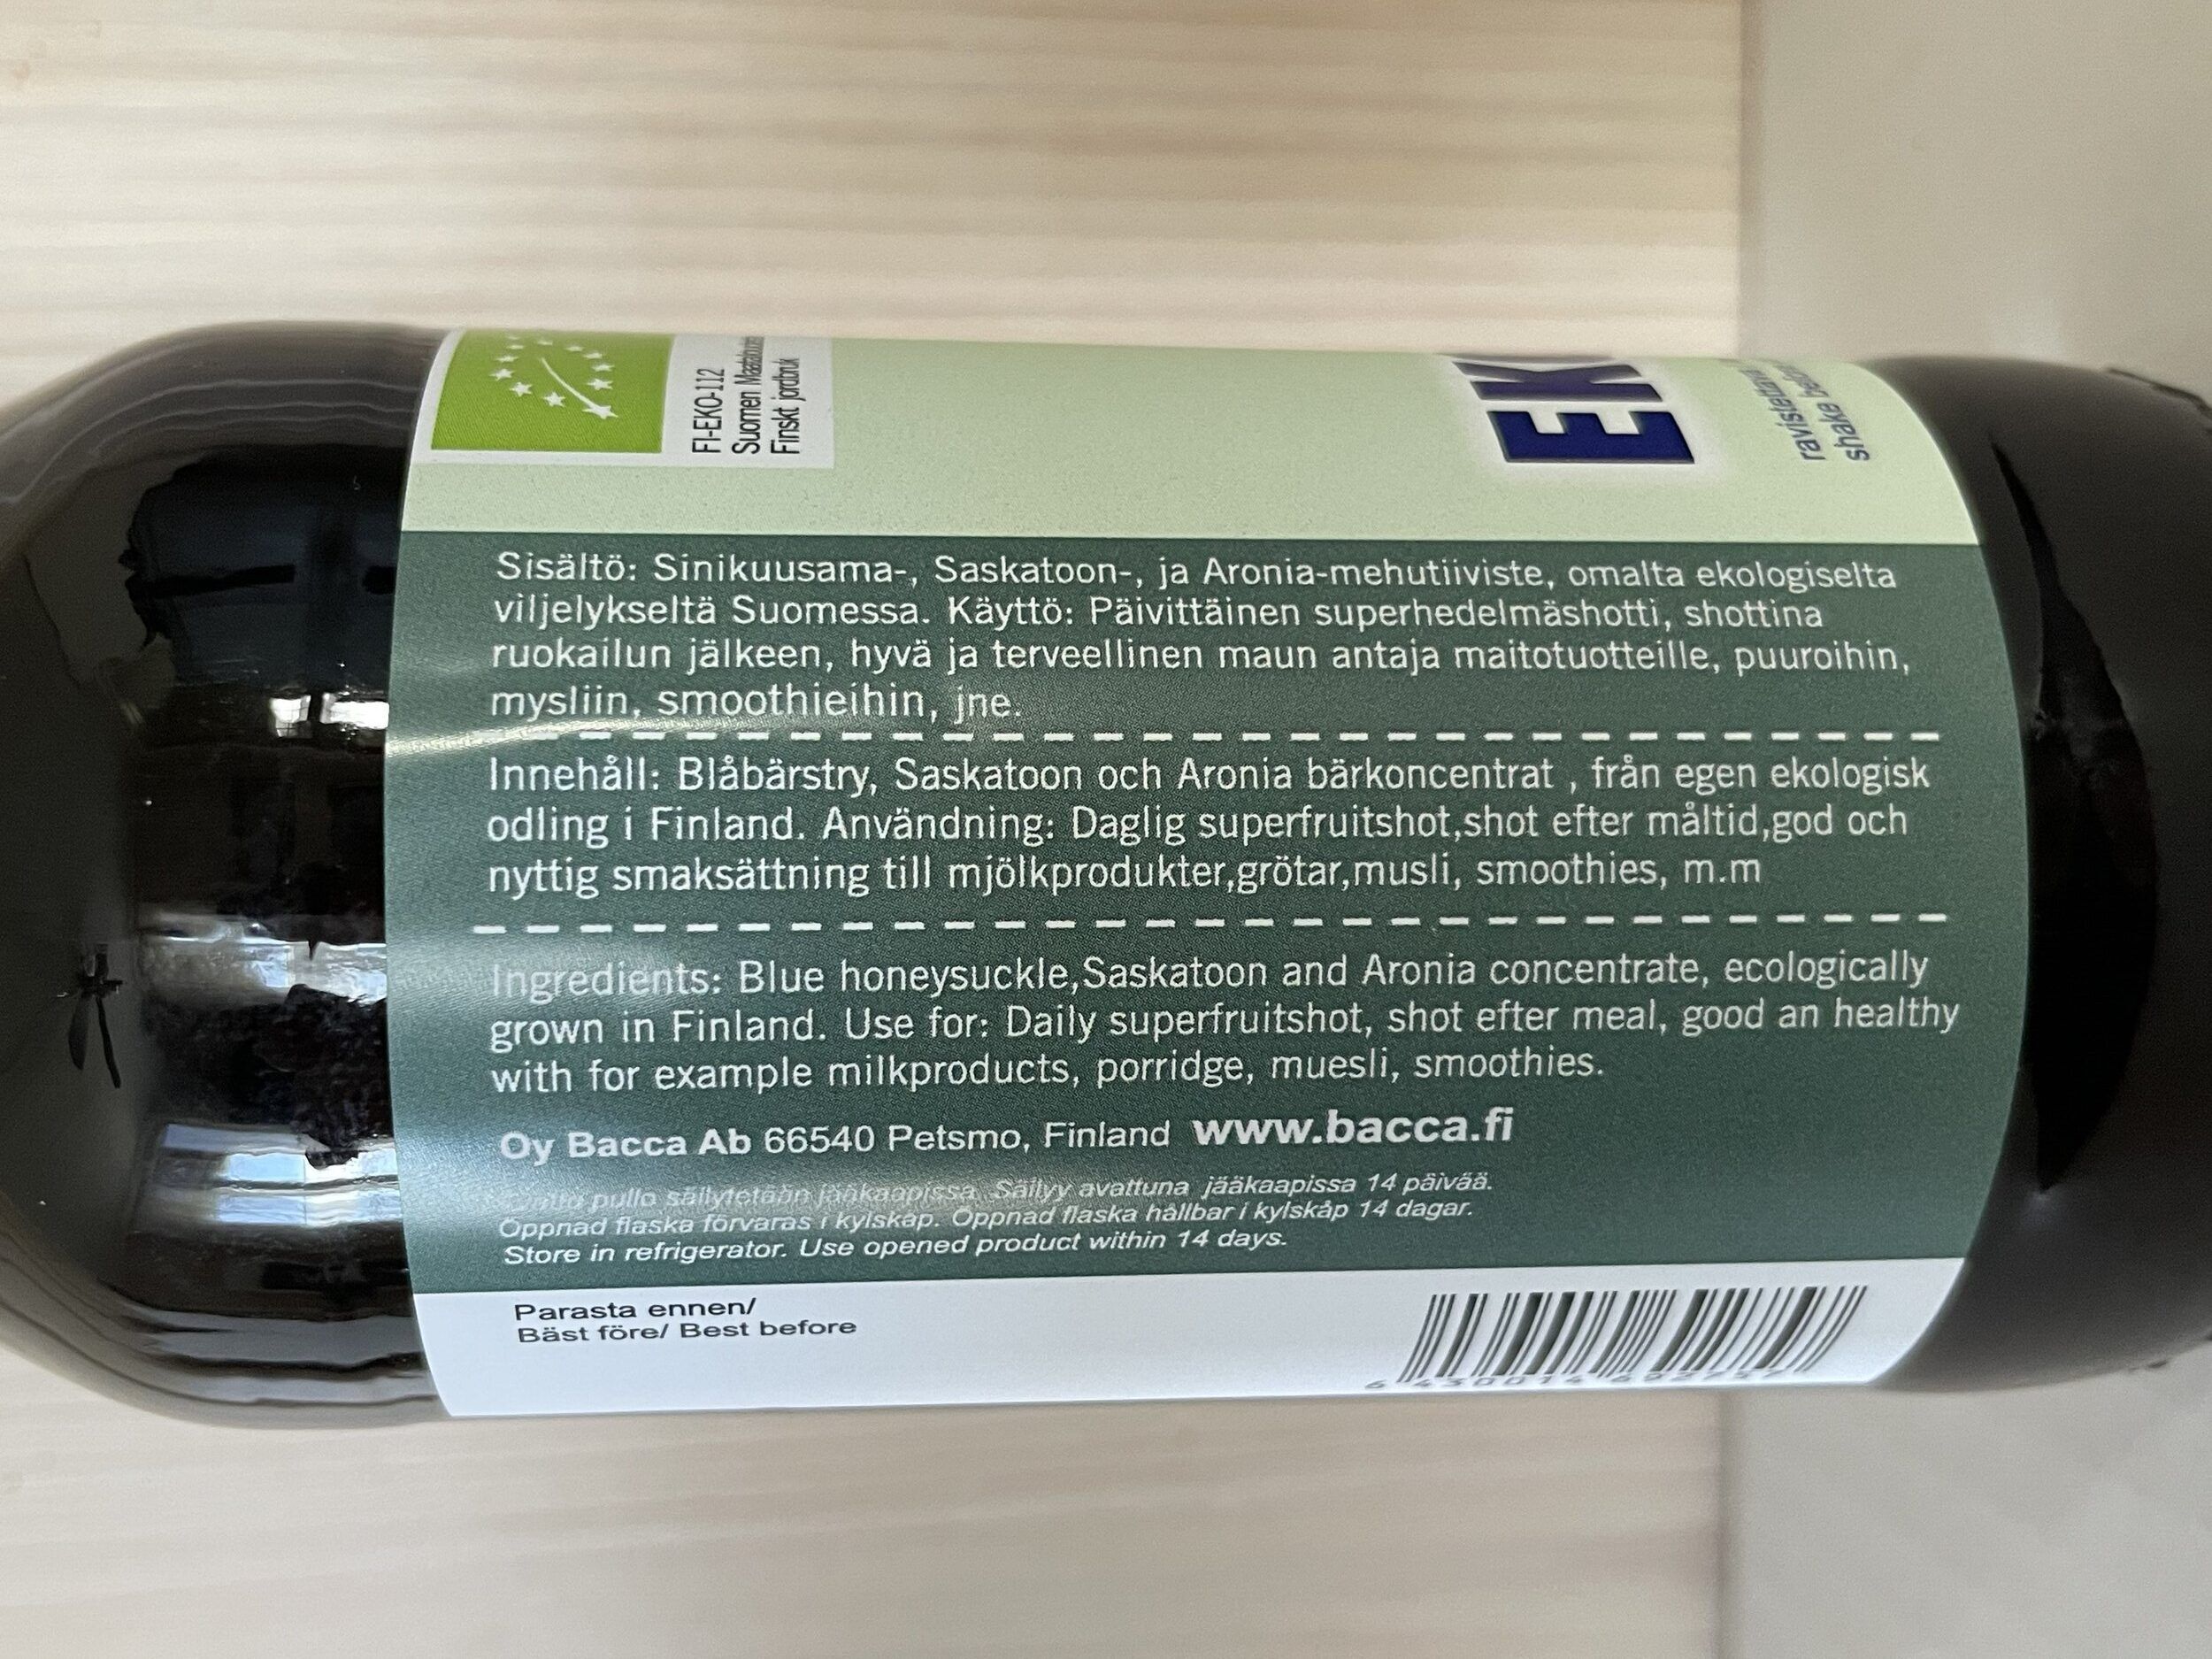 FI-EKO-112
Suomen
Finskt jordbruk
EKO
shake
Sisältö: Sinikuusama-, Saskatoon-, ja Aronia-mehutiiviste, omalta ekologiselta
viljelykseltä Suomessa. Käyttö: Päivittäinen superhedelmäshotti, shottina
ruokailun jälkeen, hyvä ja terveellinen maun antaja maitotuotteille, puuroihin,
mysliin, smoothieihin, jne.
Innehåll: Blåbärstry, Saskatoon och Aronia bärkoncentrat , från egen ekologisk
odling i Finland. Användning: Daglig superfruitshot,shot efter måltid,god och
nyttig smaksättning till mjölkprodukter,grötar,musli, smoothies, m.m
Ingredients: Blue honeysuckle,Saskatoon and Aronia concentrate, ecologically
grown in Finland. Use for: Daily superfruitshot, shot efter meal, good an healthy
with for example milkproducts, porridge, muesli, smoothies.
Oy Bacca Ab 66540 Petsmo, Finland www.bacca.fi
pullo säilytetään jääkaapissa. Säilyy avattuna jääkaapissa 14 päivää.
Öppnad flaska förvaras i kylskåp. Öppnad flaska hållbar i kylskåp 14 dagar.
Store in refrigerator. Use opened product within 14 days.
Parasta ennen/
Bäst före/ Best before